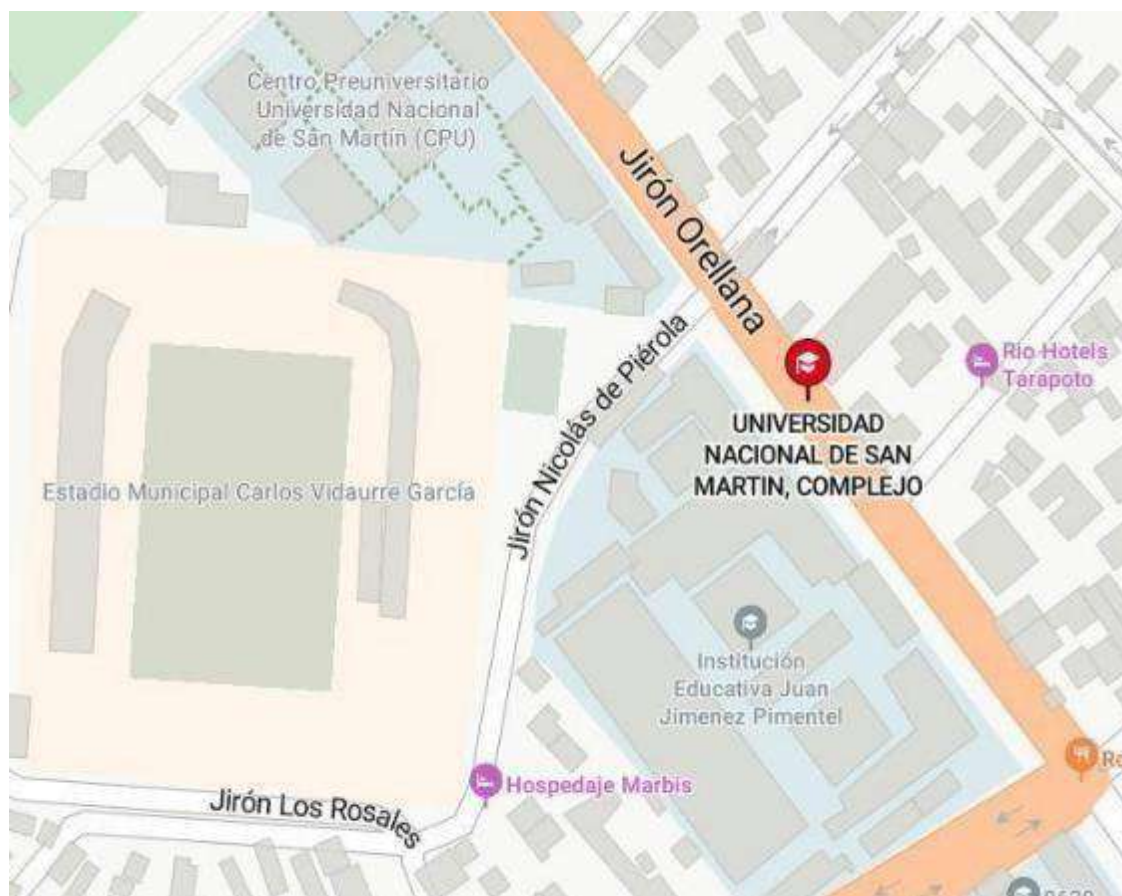 Centro Preuniversitario
Universidad Nacional
de San Martín (CPU)
Jirón Orellana
Jirón Nicolás de Piérola
Rio Hotels
Tarapoto
UNIVERSIDAD
NACIONAL DE SAN
MARTIN, COMPLEJO
Estadio Municipal Carlos Vidaurre García
Institución
Educativa Juan
Jimenez Pimentel
Hospedaje Marbis
Jirón Los Rosales